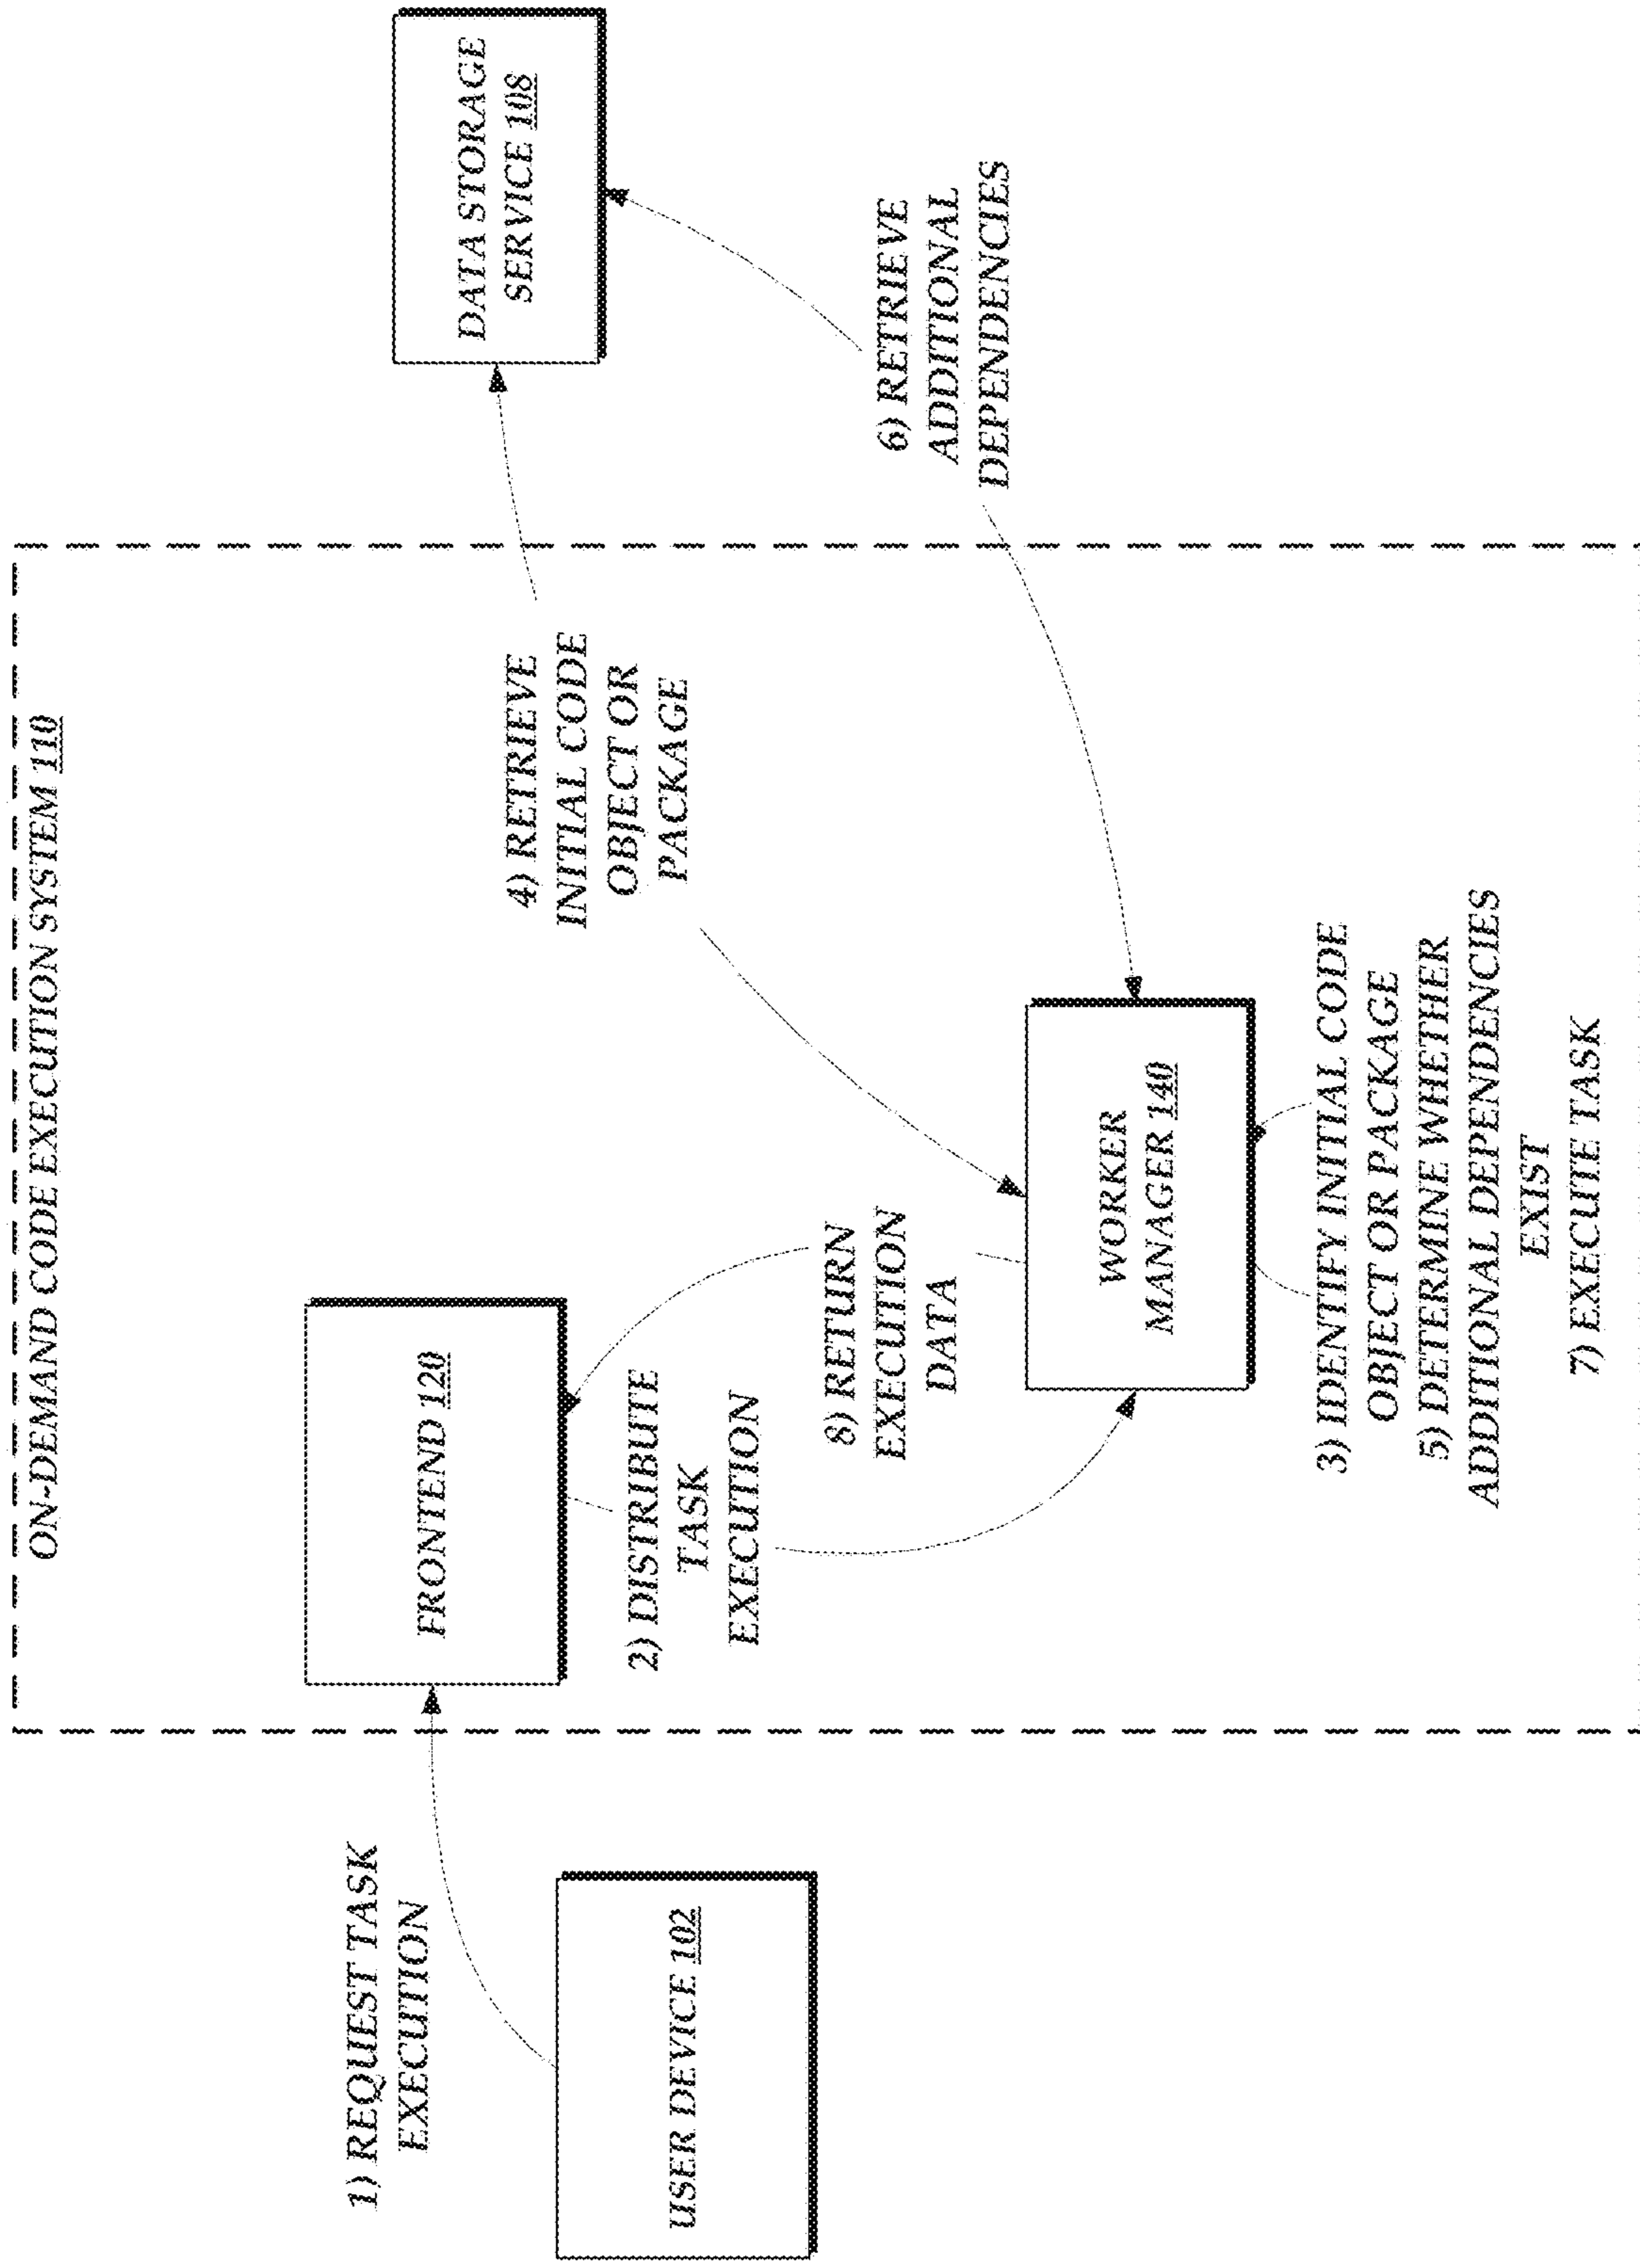 ON-DEMAND CODE EXECUTION SYSTEM 110
1) REQUEST TASK
EXECUTION
USER DEVICE 102
FRONTEND 120
2) DISTRIBUTE
TASK
EXECUTION
8) RETURN
EXECUTION
DATA
WORKER
MANAGER 140
3) IDENTIFY INITIAL CODE
OBJECT OR PACKAGE
5) DETERMINE WHETHER
ADDITIONAL DEPENDENCIES
EXIST
7) EXECUTE TASK
4) RETRIEVE
INITIAL CODE
OBJECT OR
PACKAGE
DATA STORAGE
SERVICE 108
6) RETRIEVE
ADDITIONAL
DEPENDENCIES